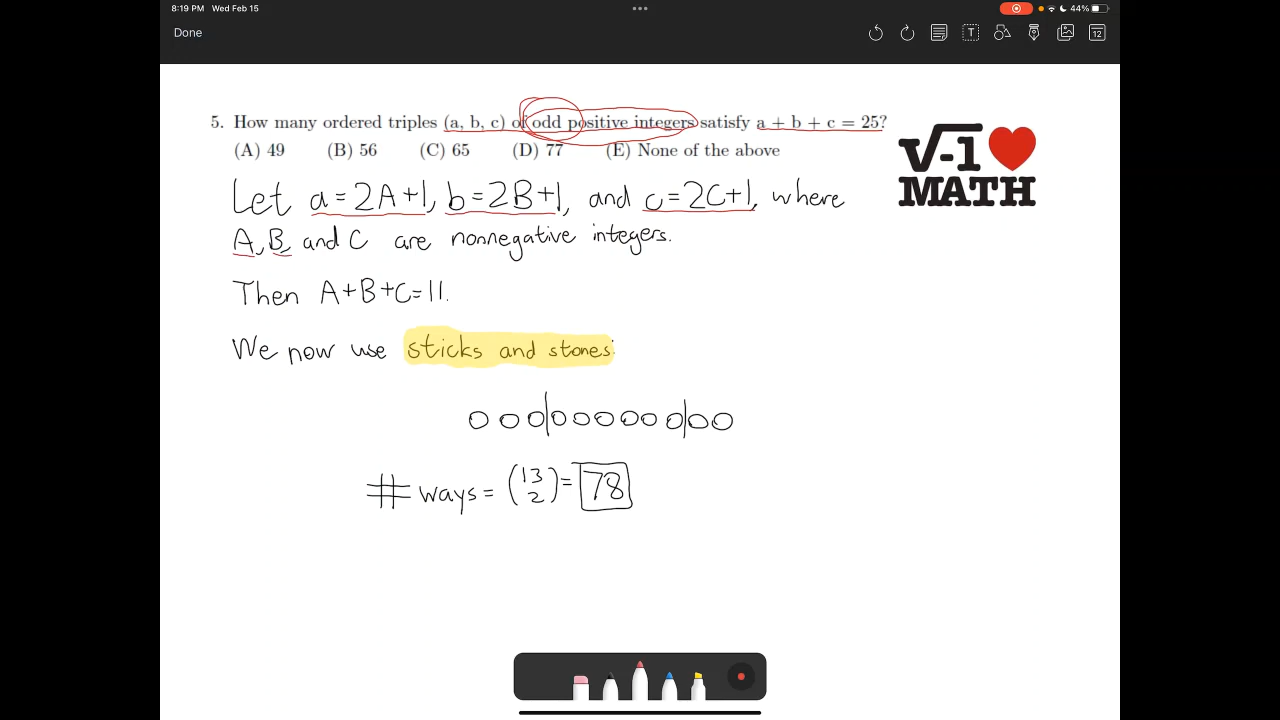 8:19 PM Wed Feb 15
44%
Done
T
12
5. How many ordered triples (a, b, c) of odd positive integers satisfy a + b + c = 25?
(A) 49 (B) 56 (C) 65 (D) 77 (E) None of the above
√-1
MATH
Let a = 2A+1, b = 2B+1, and c = 2C+1, where
A, B, and C are nonnegative integers.
Then A+B+C=11.
We now use sticks and stones:
# ways = (13 2) = 78